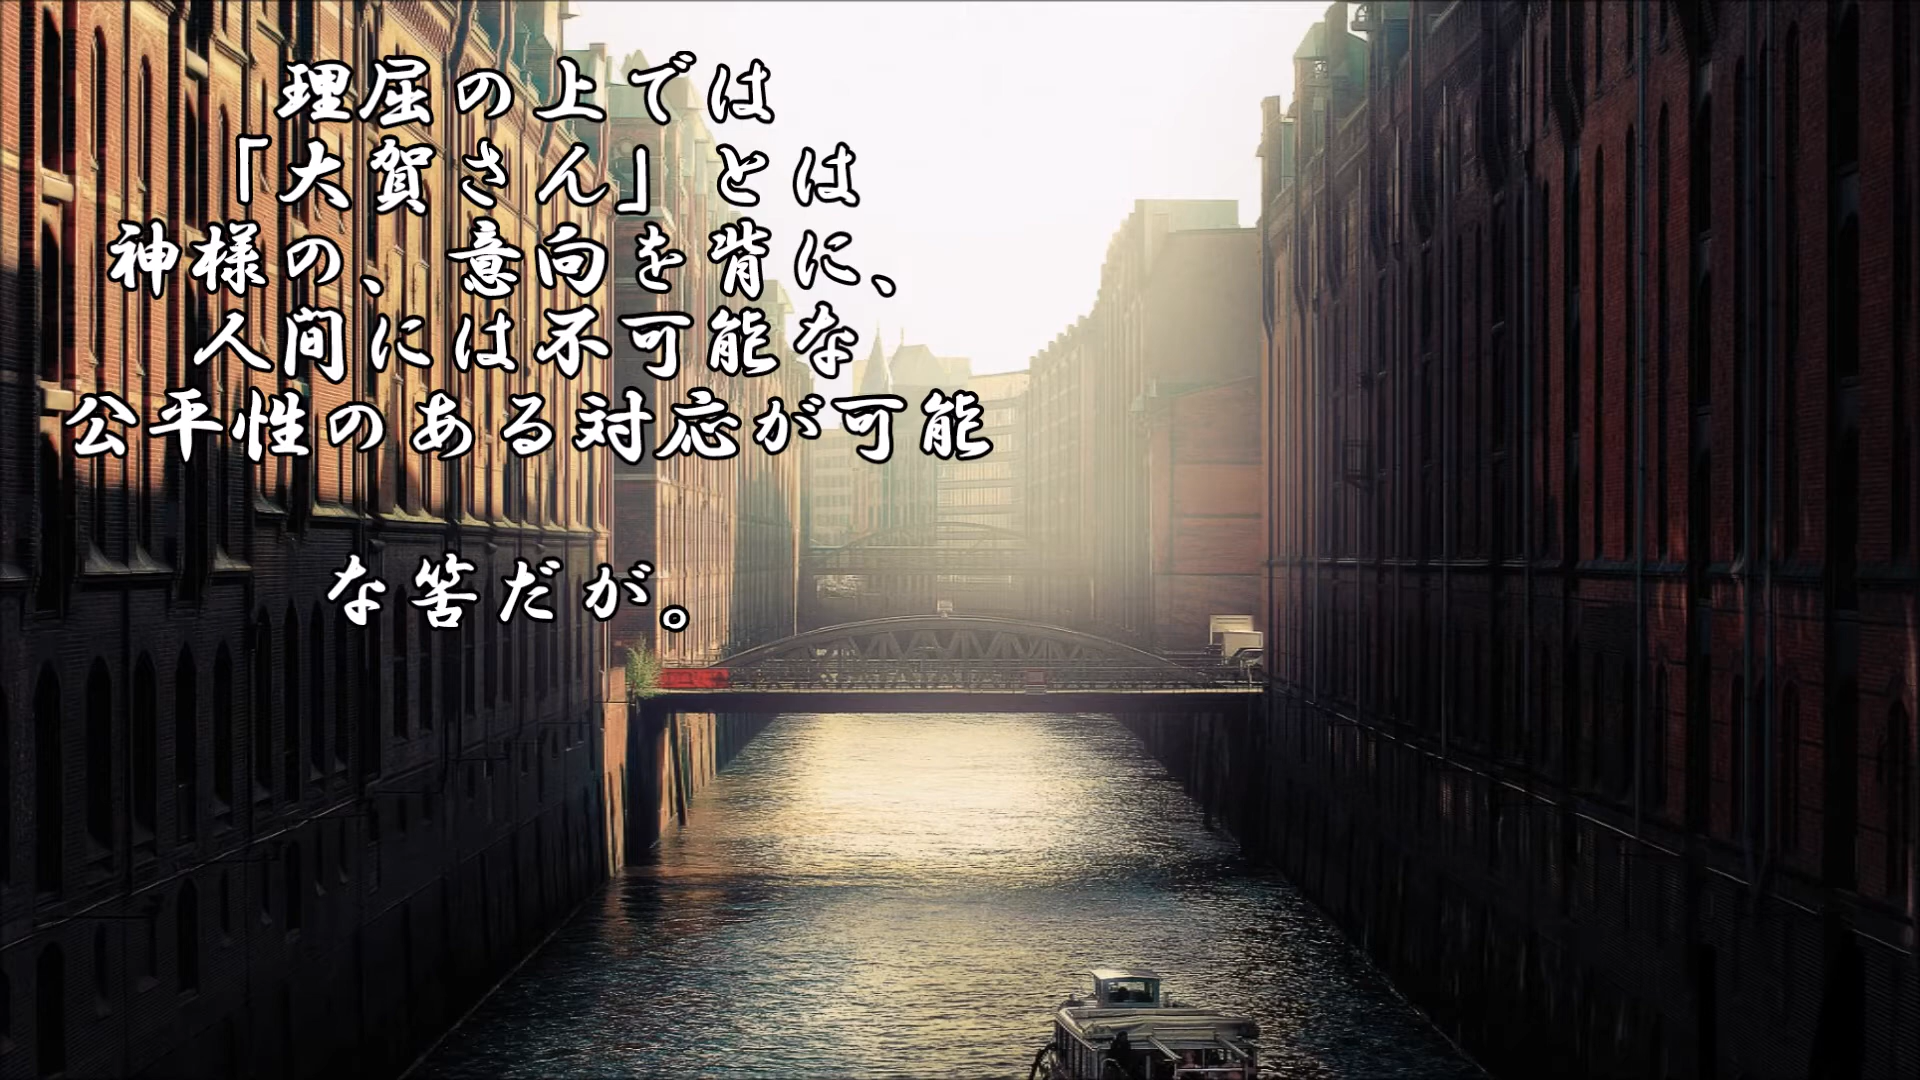 理屈の上では
「大賀さん」とは
神様の、意向を背に、
人間には不可能な
公平性のある対応が可能
な筈だが。